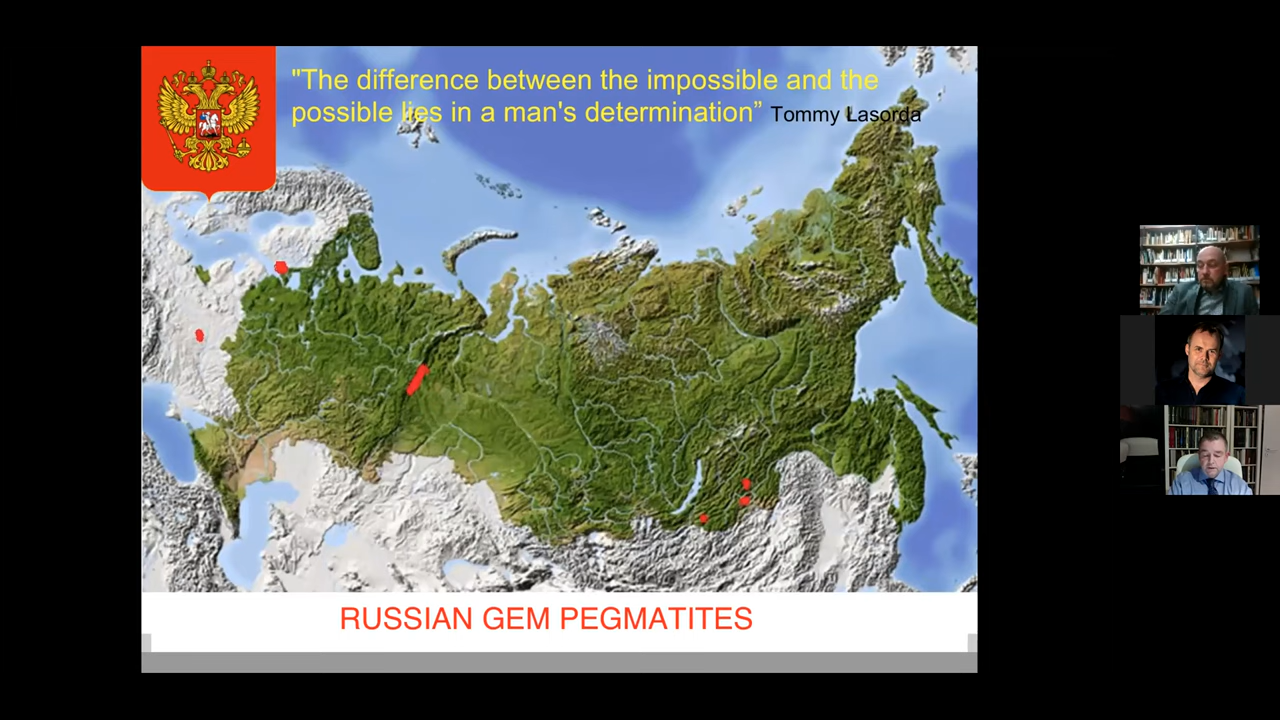 "The difference between the impossible and the
possible lies in a man's determination” Tommy Lasorda
RUSSIAN GEM PEGMATITES